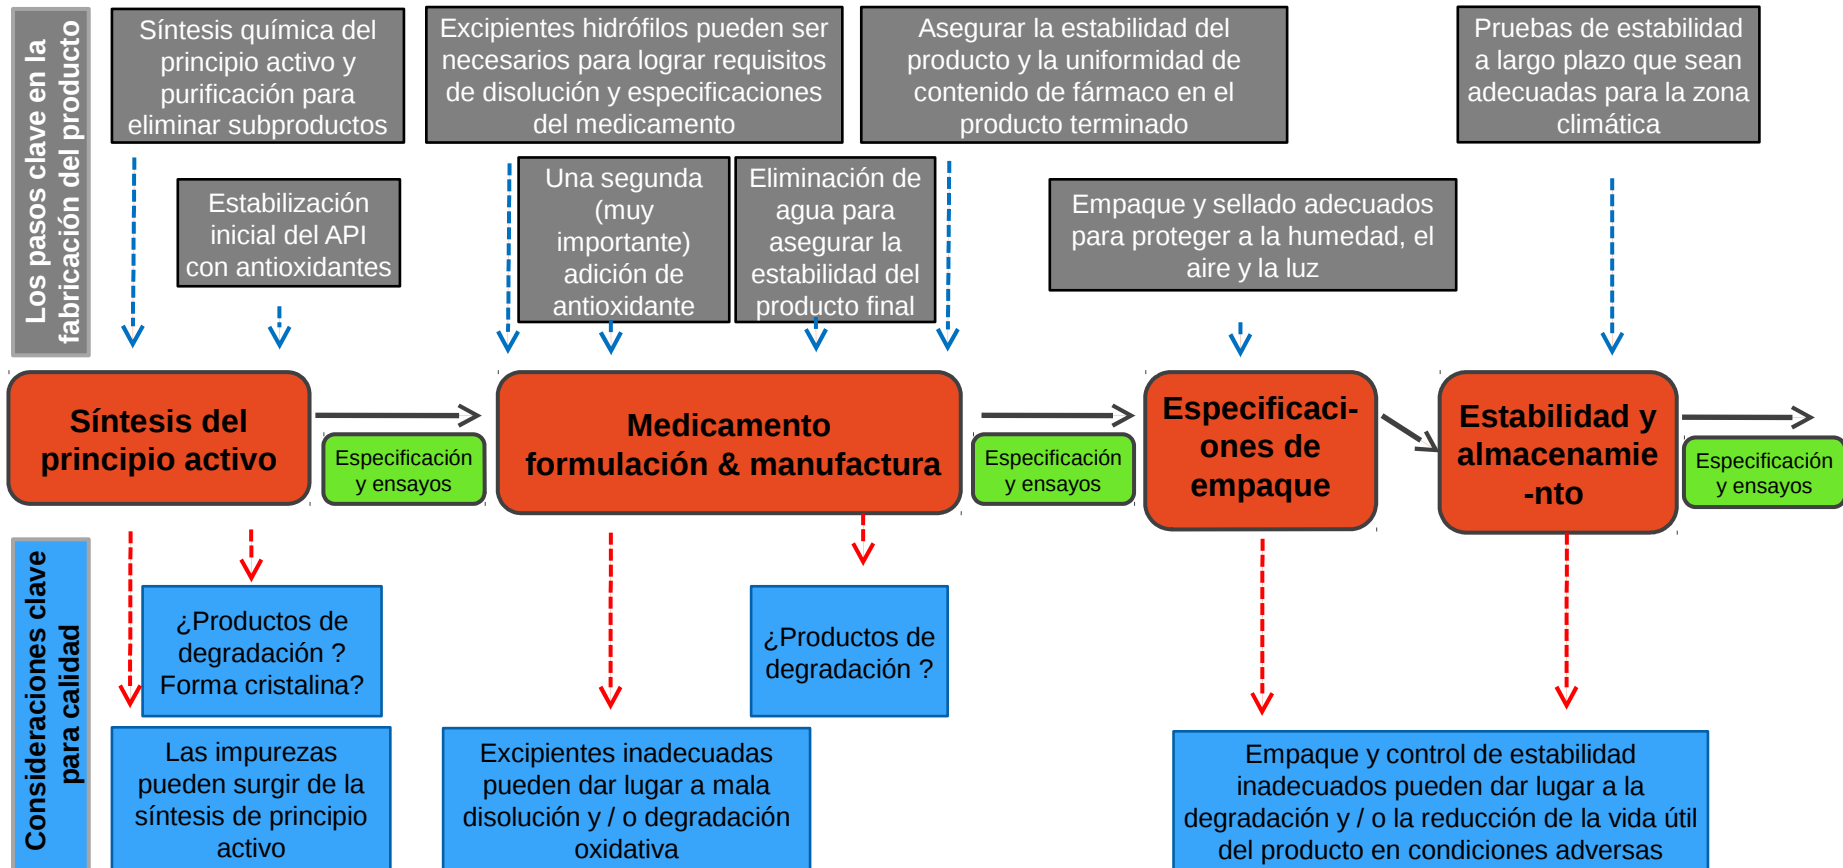 Los pasos clave en la
fabricación del producto
Síntesis química del
principio activo y
purificación para
eliminar subproductos
Excipientes hidrófilos pueden ser
necesarios para lograr requisitos
de disolución y especificaciones
del medicamento
Asegurar la estabilidad del
producto y la uniformidad de
contenido de fármaco en el
producto terminado
Pruebas de estabilidad
a largo plazo que sean
adecuadas para la zona
climática
Estabilización
inicial del API
con antioxidantes
Una segunda
(muy
importante)
adición de
antioxidante
Eliminación de
agua para
asegurar la
estabilidad del
producto final
Empaque y sellado adecuados
para proteger a la humedad, el
aire y la luz
Síntesis del
principio activo
Especificación
y ensayos
Medicamento
formulación & manufactura
Especificación
y ensayos
Especificaci-
ones de
empaque
Estabilidad y
almacenamie
-nto
Especificación
y ensayos
Consideraciones clave
para calidad
¿Productos de
degradación ?
Forma cristalina?
¿Productos de
degradación ?
Las impurezas
pueden surgir de la
síntesis de principio
activo
Excipientes inadecuadas
pueden dar lugar a mala
disolución y / o degradación
oxidativa
Empaque y control de estabilidad
inadecuados pueden dar lugar a la
degradación y / o la reducción de la vida útil
del producto en condiciones adversas